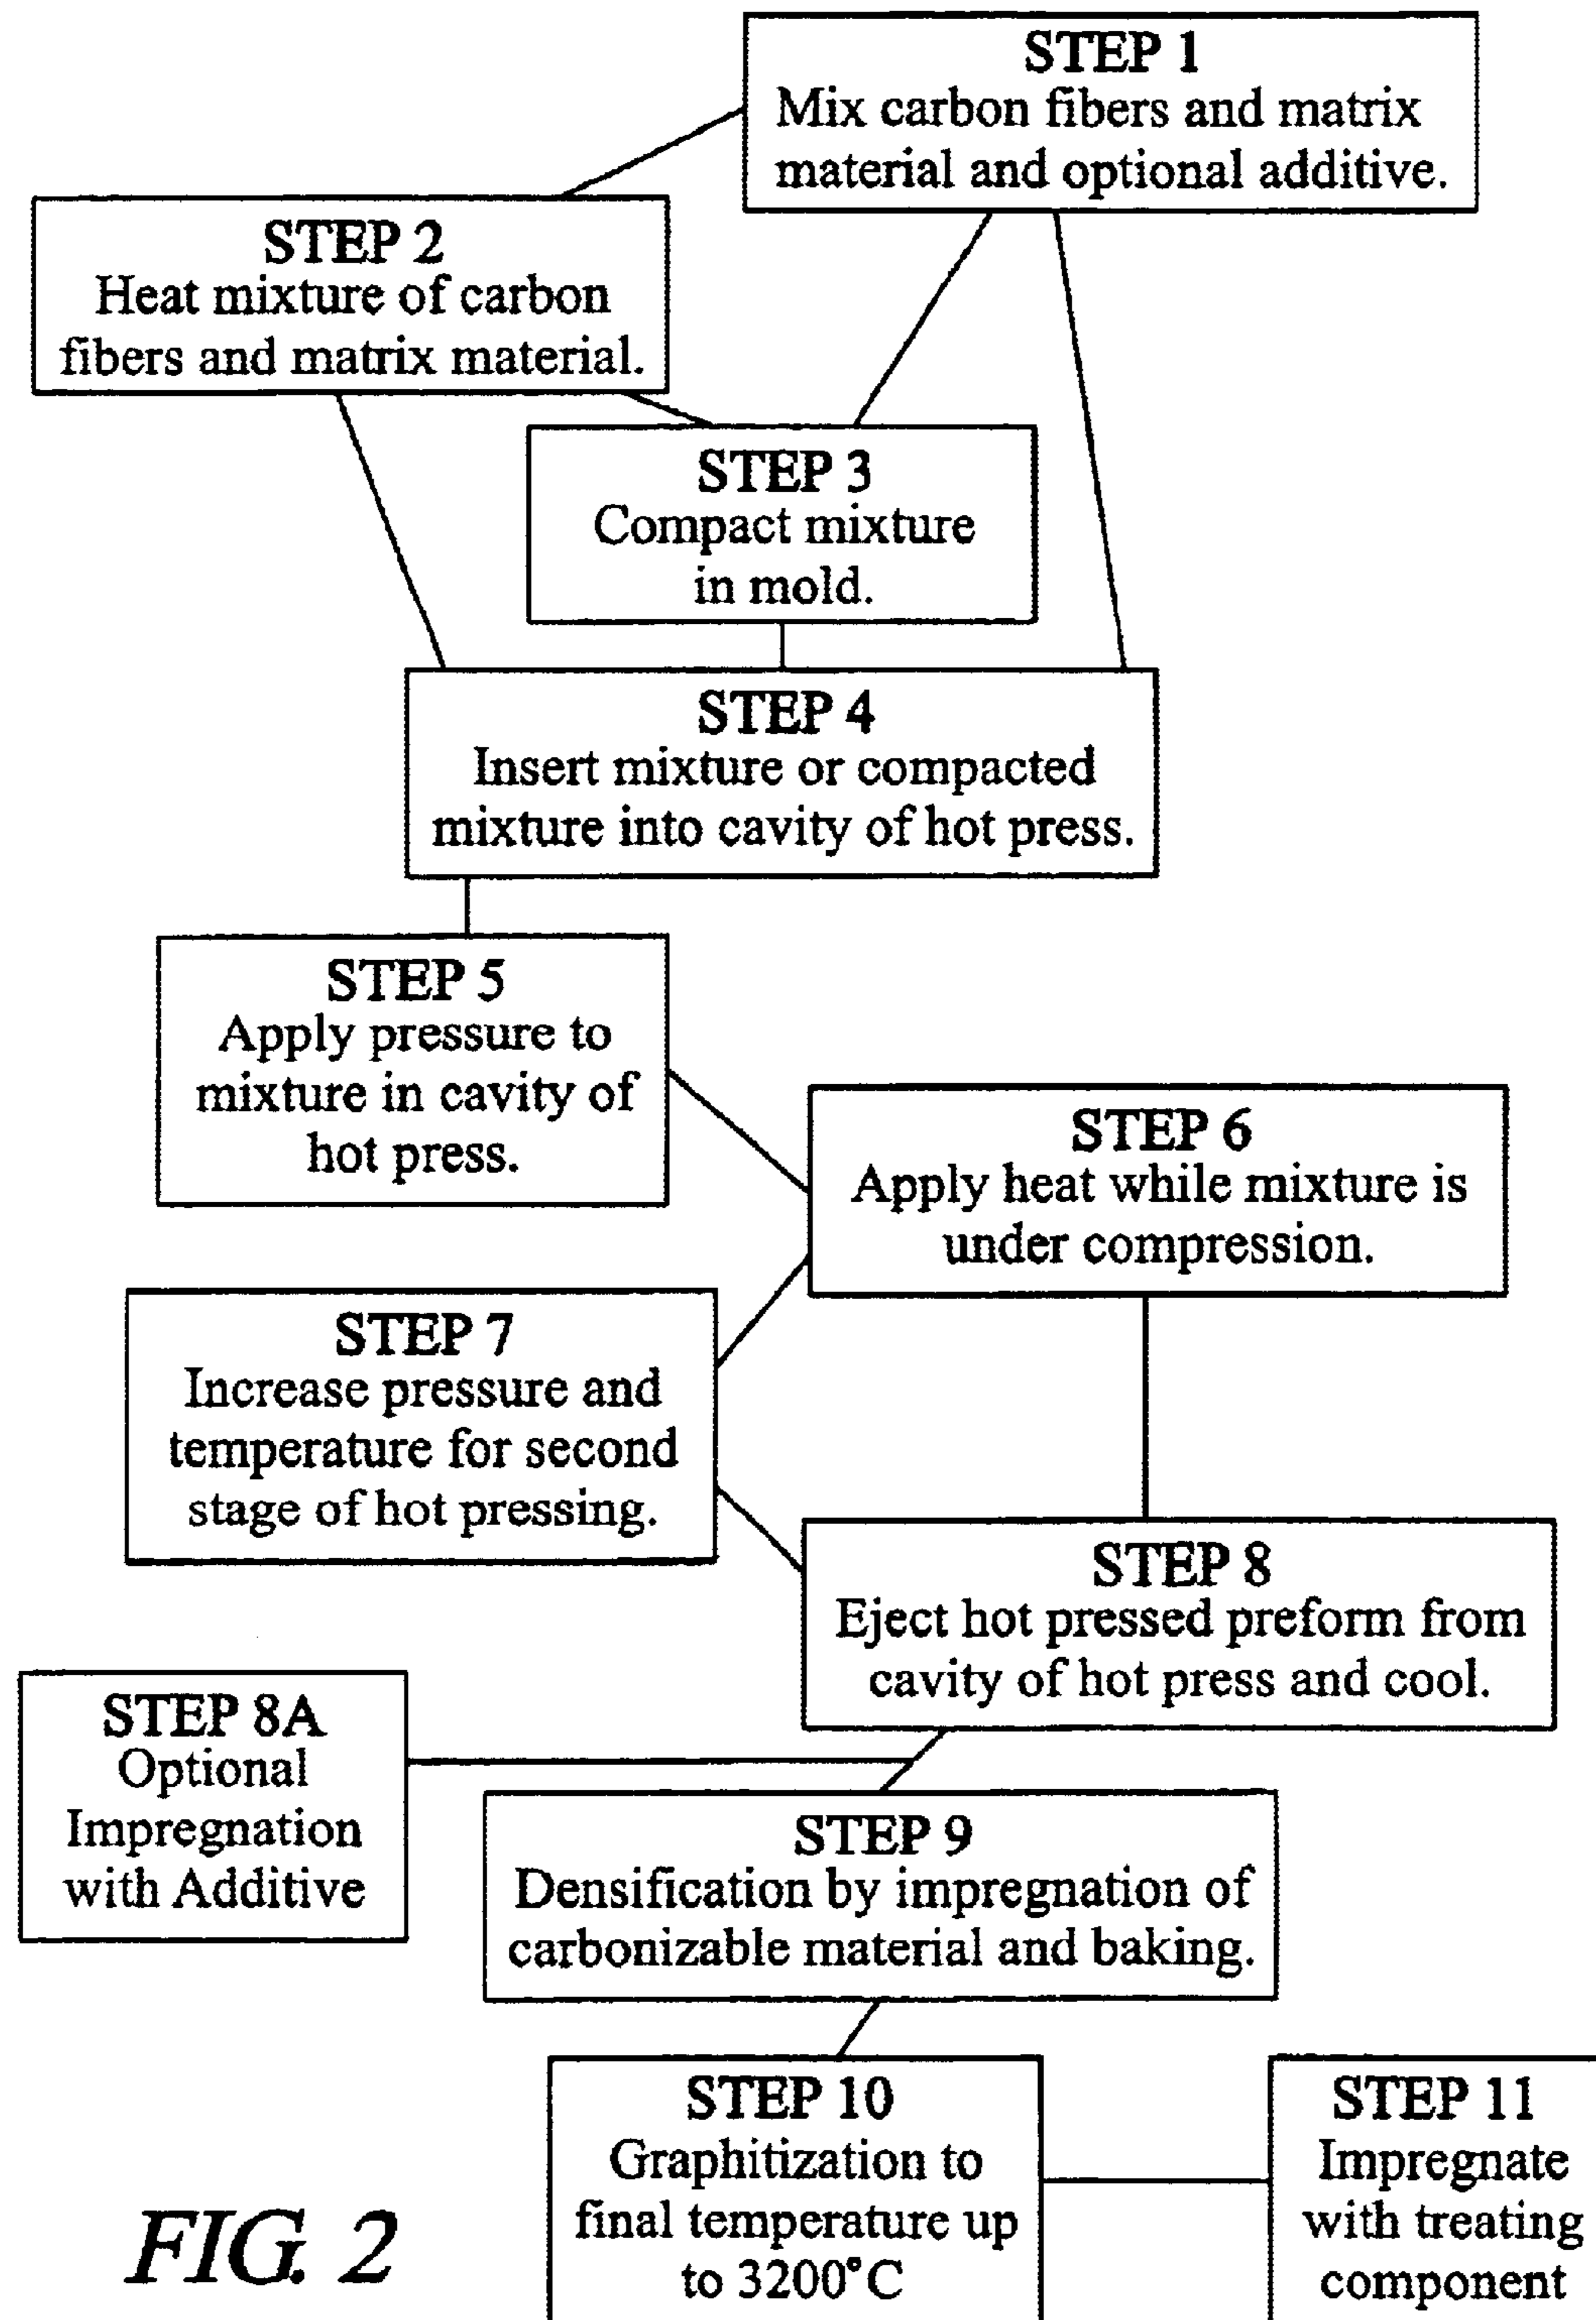 STEP 1
Mix carbon fibers and matrix
material and optional additive.
STEP 2
Heat mixture of carbon
fibers and matrix material.
STEP 3
Compact mixture
in mold.
STEP 4
Insert mixture or compacted
mixture into cavity of hot press.
STEP 5
Apply pressure to
mixture in cavity of
hot press.
STEP 6
Apply heat while mixture is
under compression.
STEP 7
Increase pressure and
temperature for second
stage of hot pressing.
STEP 8
Eject hot pressed preform from
cavity of hot press and cool.
STEP 8A
Optional
Impregnation
with Additive
STEP 9
Densification by impregnation of
carbonizable material and baking.
STEP 10
Graphitization to
final temperature up
to 3200°C
STEP 11
Impregnate
with treating
component
FIG. 2